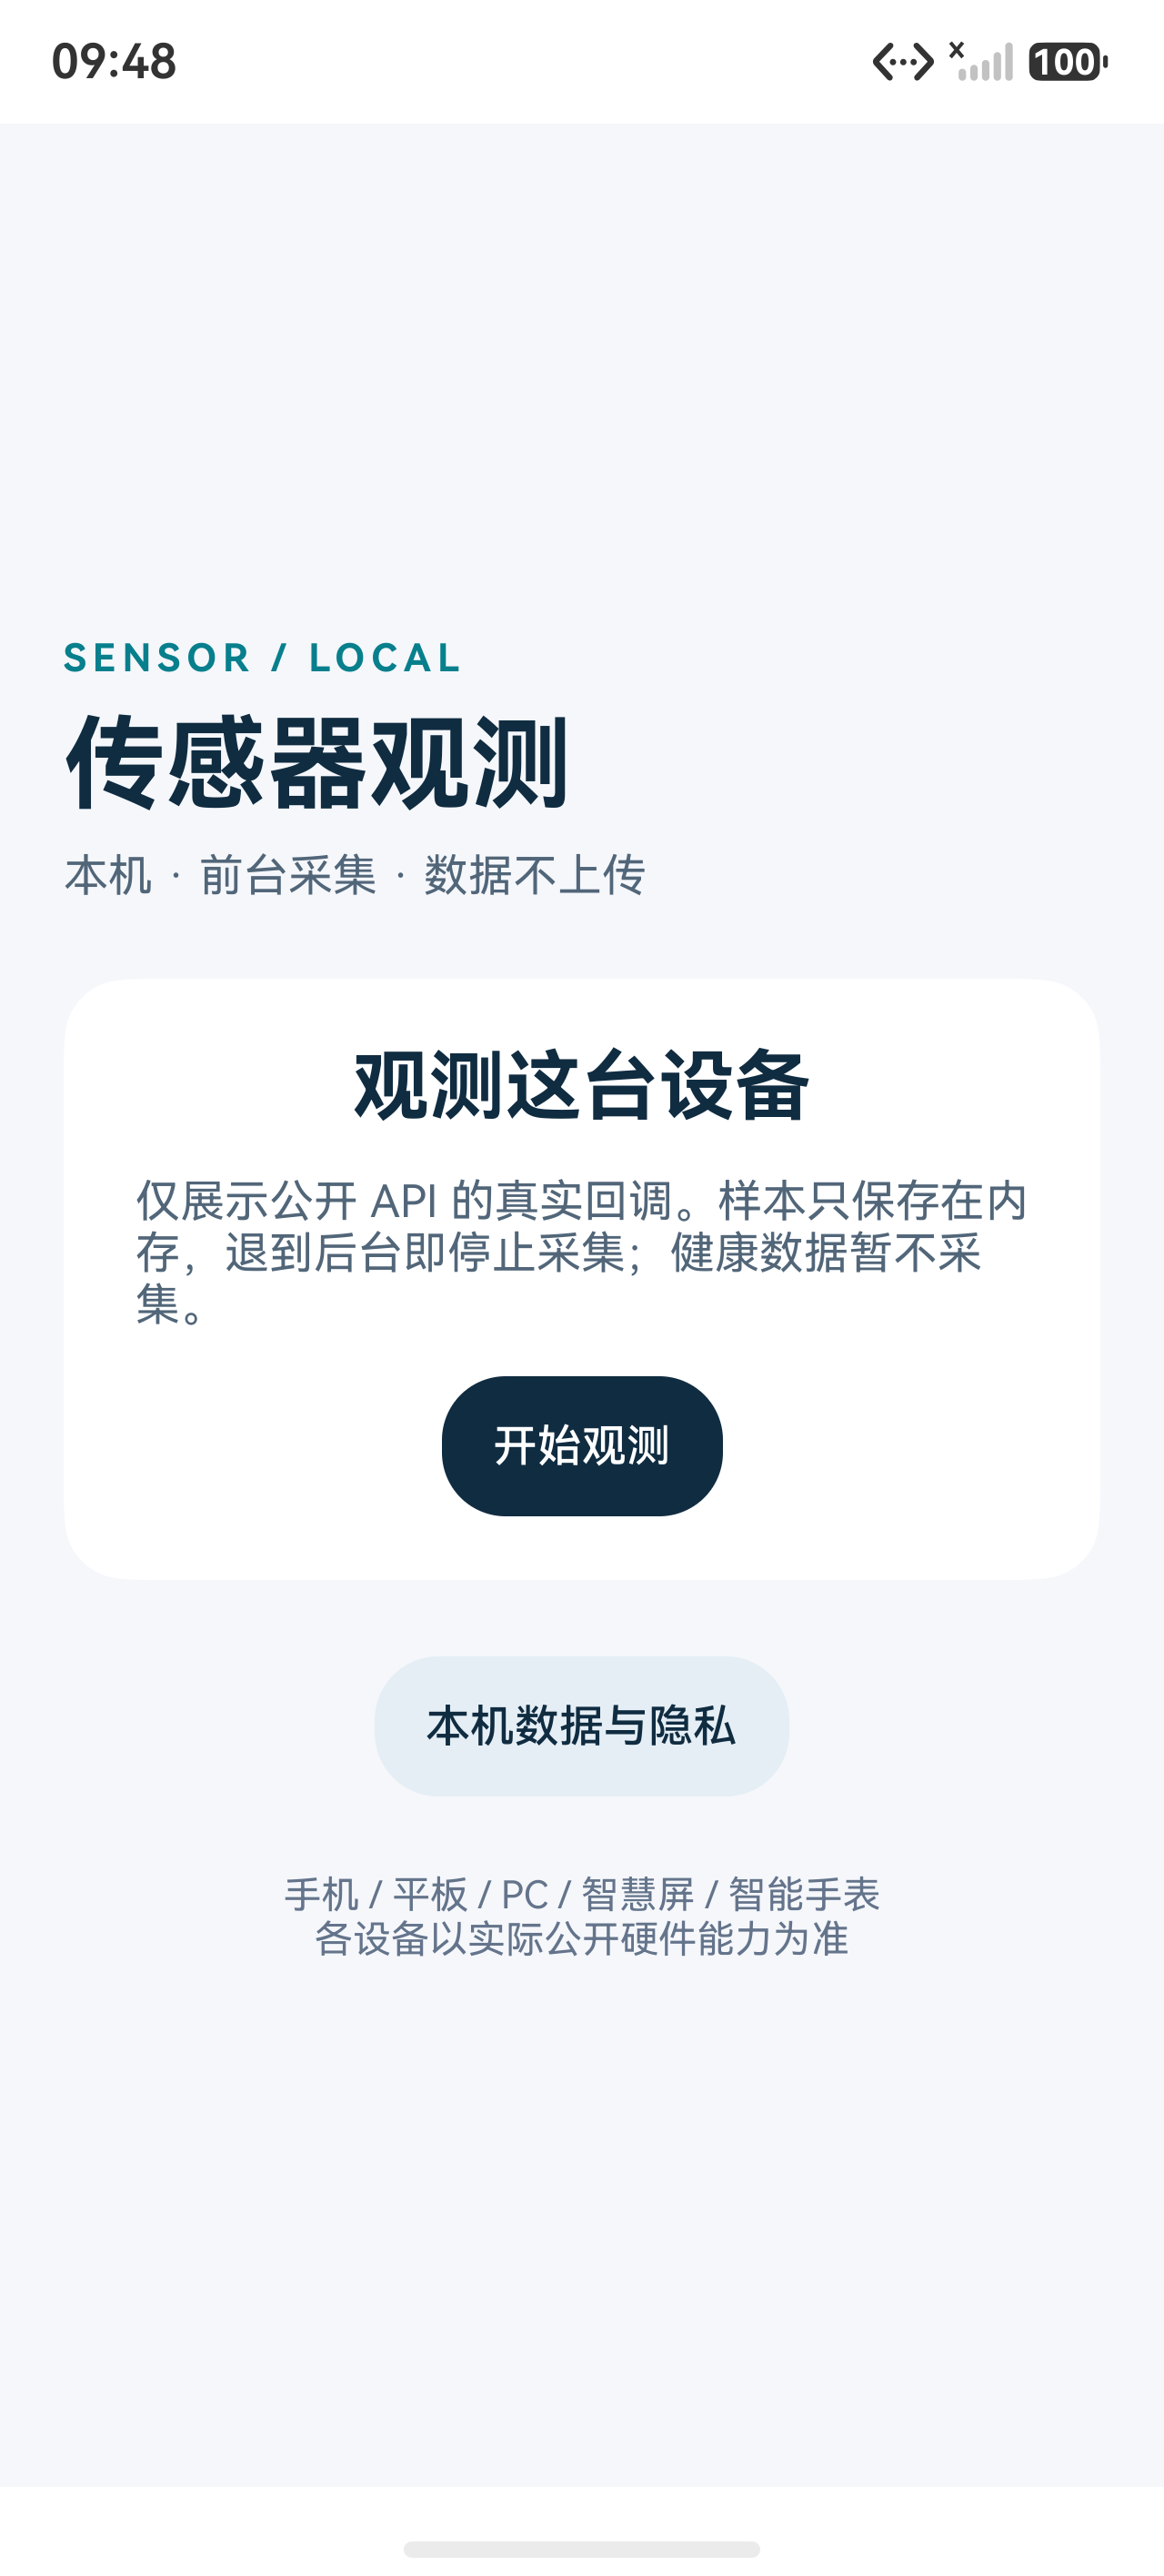 09:48
100
SENSOR / LOCAL
传感器观测
本机 · 前台采集 · 数据不上传
观测这台设备
仅展示公开 API 的真实回调。样本只保存在内
存，退到后台即停止采集；健康数据暂不采
集。
开始观测
本机数据与隐私
手机 / 平板 / PC / 智慧屏 / 智能手表
各设备以实际公开硬件能力为准